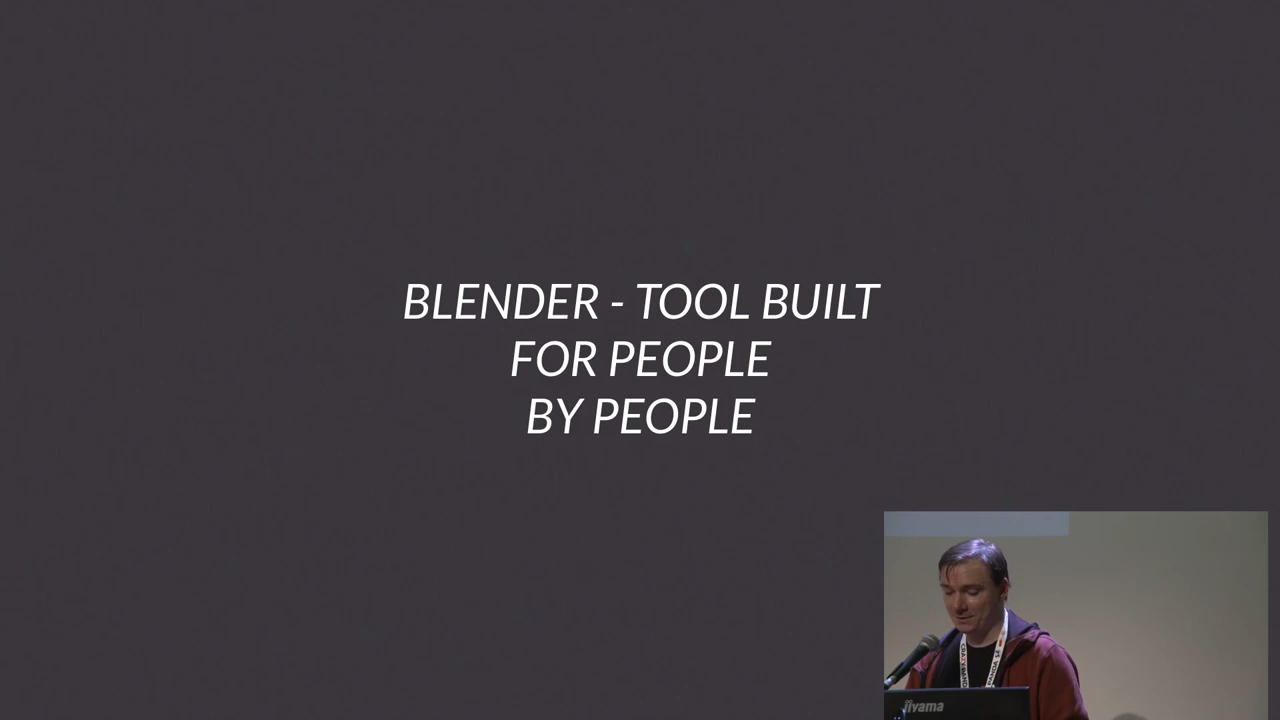 BLENDER - TOOL BUILT
FOR PEOPLE
BY PEOPLE
iiyama